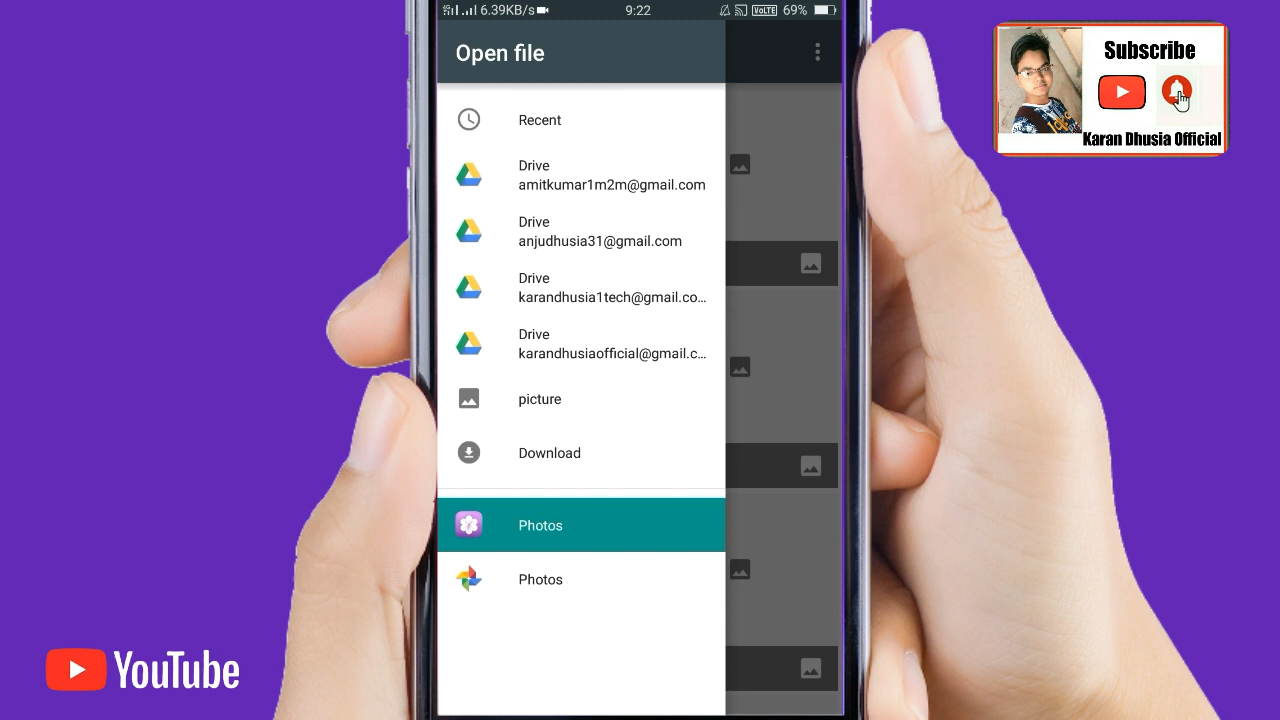 6.39KB/s
9:22
VoLTE
69%
Open file
Recent
Drive
amitkumar1m2m@gmail.com
Drive
anjudhusia31@gmail.com
Drive
karandhusia1tech@gmail.co...
Drive
karandhusiaofficial@gmail.c...
picture
Download
Photos
Photos
Subscribe
Karan Dhusia Official
YouTube